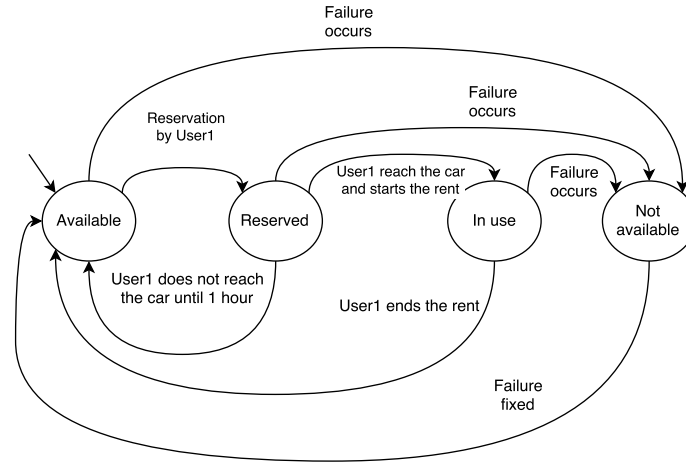 Failure
occurs
Failure
occurs
Reservation
by User1
User1 reach the car
and starts the rent
Failure
occurs
Available
Reserved
In use
Not
available
User1 does not reach
the car until 1 hour
User1 ends the rent
Failure
fixed